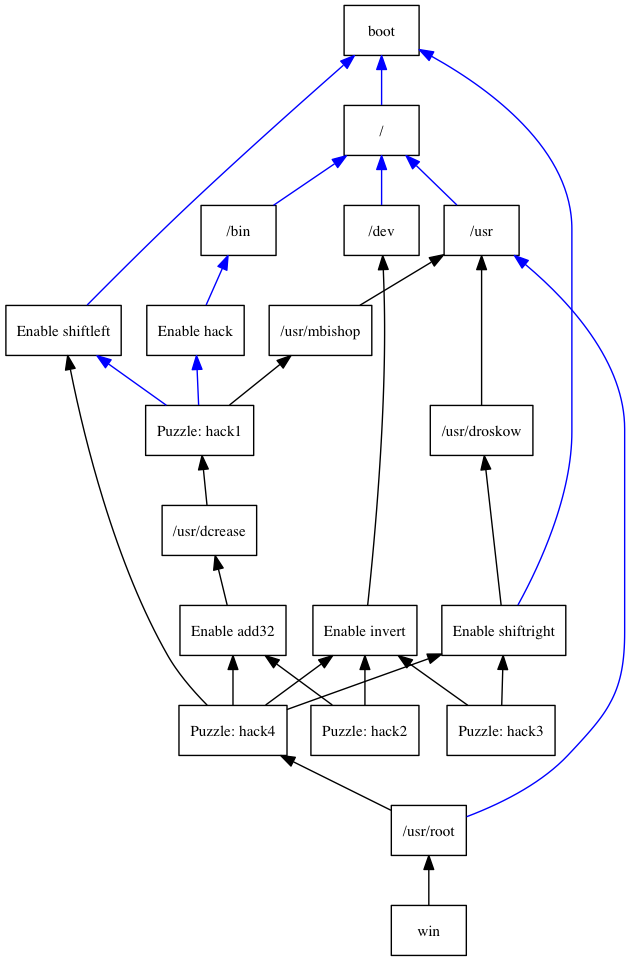 boot
/
/bin
/dev
/usr
Enable shiftleft
Enable hack
/usr/mbishop
Puzzle: hack1
/usr/droskow
/usr/dcrease
Enable add32
Enable invert
Enable shiftright
Puzzle: hack4
Puzzle: hack2
Puzzle: hack3
/usr/root
win